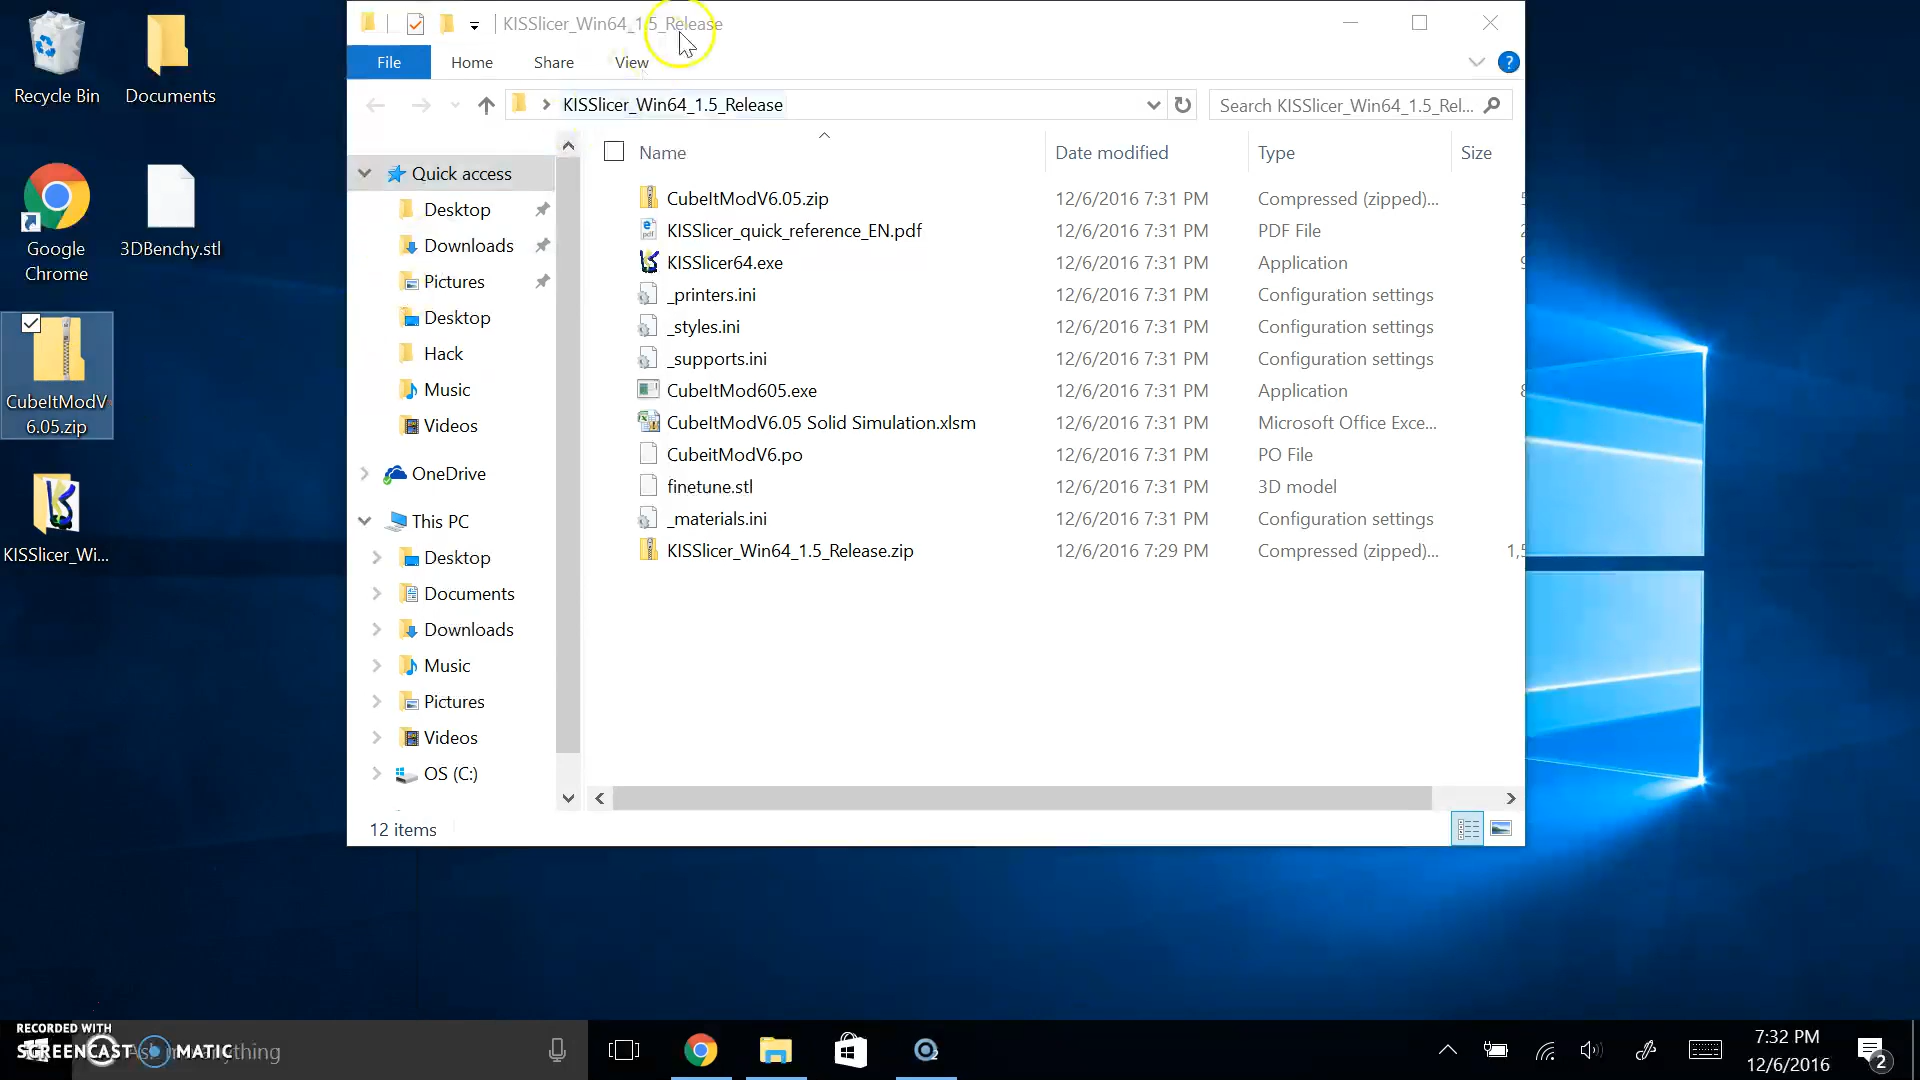 Recycle Bin
Documents
Google
Chrome
3DBenchy.stl
CubeItModV
6.05.zip
KISSlicer_Wi...
KISSlicer_Win64_1.5_Release
File
Home
Share
View
KISSlicer_Win64_1.5_Release
Search KISSlicer_Win64_1.5_Rel...
Quick access
Desktop
Downloads
Pictures
Desktop
Hack
Music
Videos
OneDrive
This PC
Desktop
Documents
Downloads
Music
Pictures
Videos
OS (C:)
Name Date modified Type Size
CubeItModV6.05.zip 12/6/2016 7:31 PM Compressed (zipped)...
KISSlicer_quick_reference_EN.pdf 12/6/2016 7:31 PM PDF File
KISSlicer64.exe 12/6/2016 7:31 PM Application
_printers.ini 12/6/2016 7:31 PM Configuration settings
_styles.ini 12/6/2016 7:31 PM Configuration settings
_supports.ini 12/6/2016 7:31 PM Configuration settings
CubeItMod605.exe 12/6/2016 7:31 PM Application
CubeItModV6.05 Solid Simulation.xlsm 12/6/2016 7:31 PM Microsoft Office Exce...
CubeitModV6.po 12/6/2016 7:31 PM PO File
finetune.stl 12/6/2016 7:31 PM 3D model
_materials.ini 12/6/2016 7:31 PM Configuration settings
KISSlicer_Win64_1.5_Release.zip 12/6/2016 7:29 PM Compressed (zipped)... 1,5
12 items
RECORDED WITH
SCREENCAST MATIC
7:32 PM
12/6/2016
2